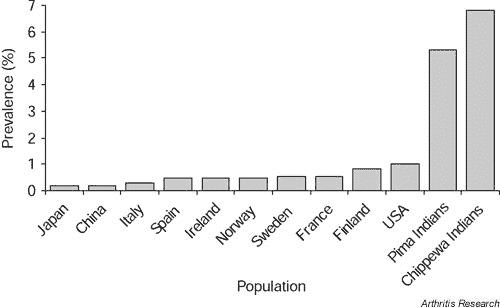 Prevalence (%)
7
6
5
4
3
2
1
0
Japan
China
Italy
Spain
Ireland
Norway
Sweden
France
Finland
USA
Pima Indians
Chippewa Indians
Population
Arthritis Research